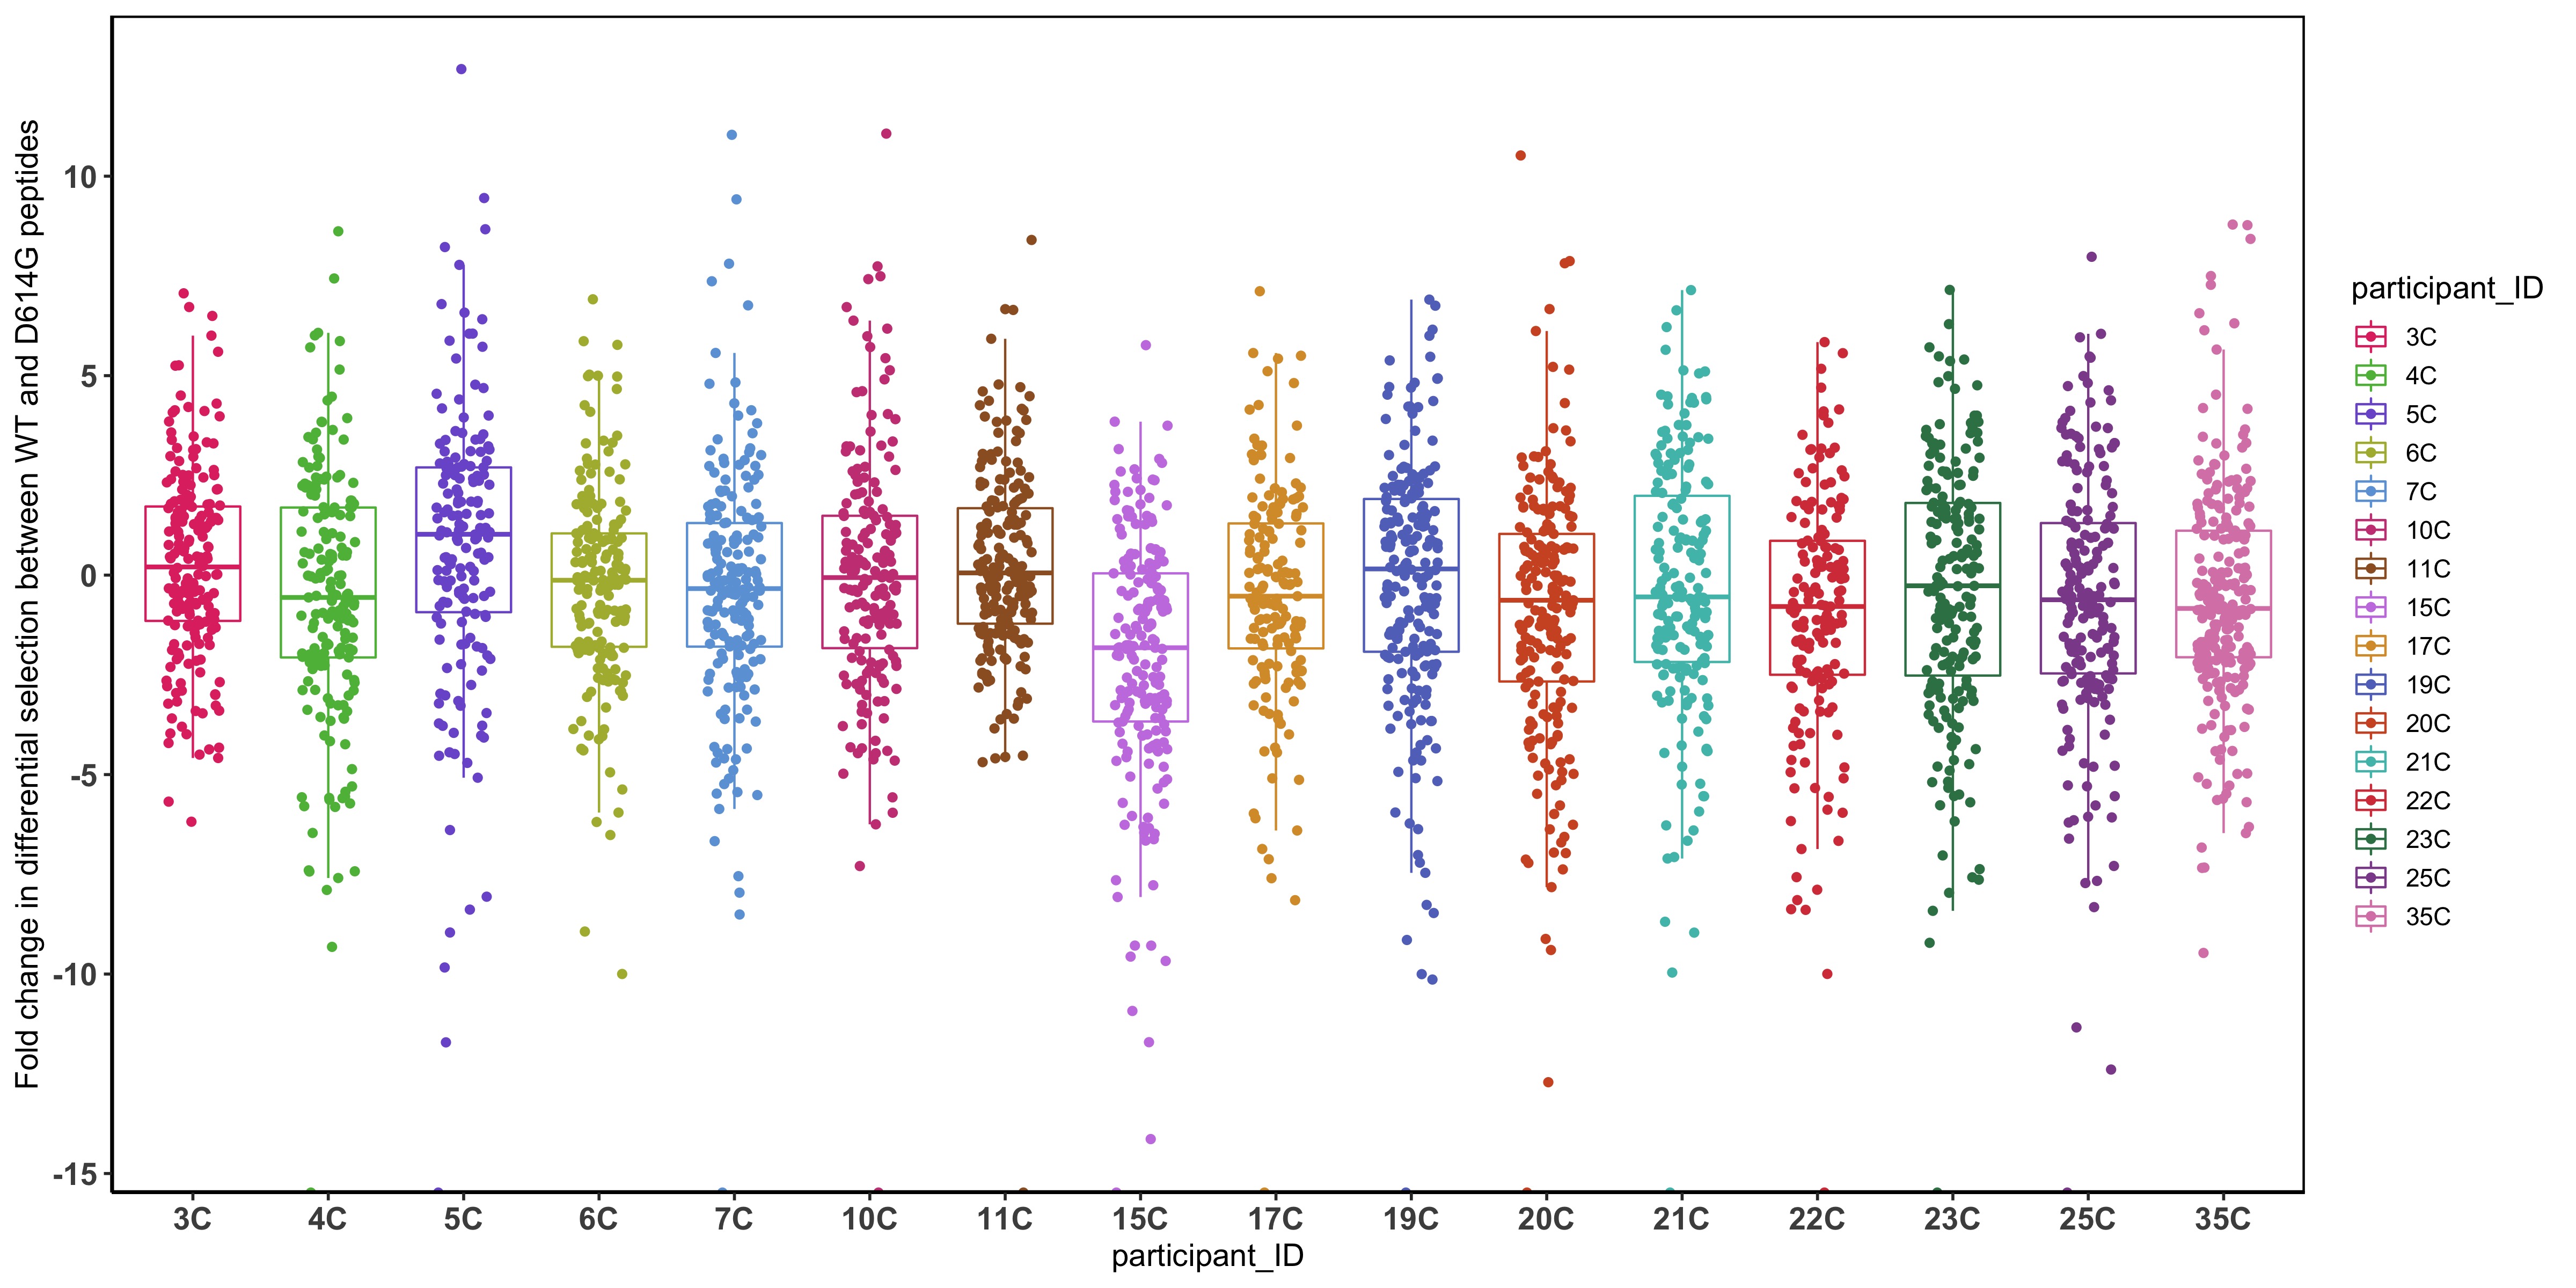 Fold change in differential selection between WT and D614G peptides
10
5
0
-5
-10
-15
3C 4C 5C 6C 7C 10C 11C 15C 17C 19C 20C 21C 22C 23C 25C 35C
participant_ID
participant_ID
3C
4C
5C
6C
7C
10C
11C
15C
17C
19C
20C
21C
22C
23C
25C
35C